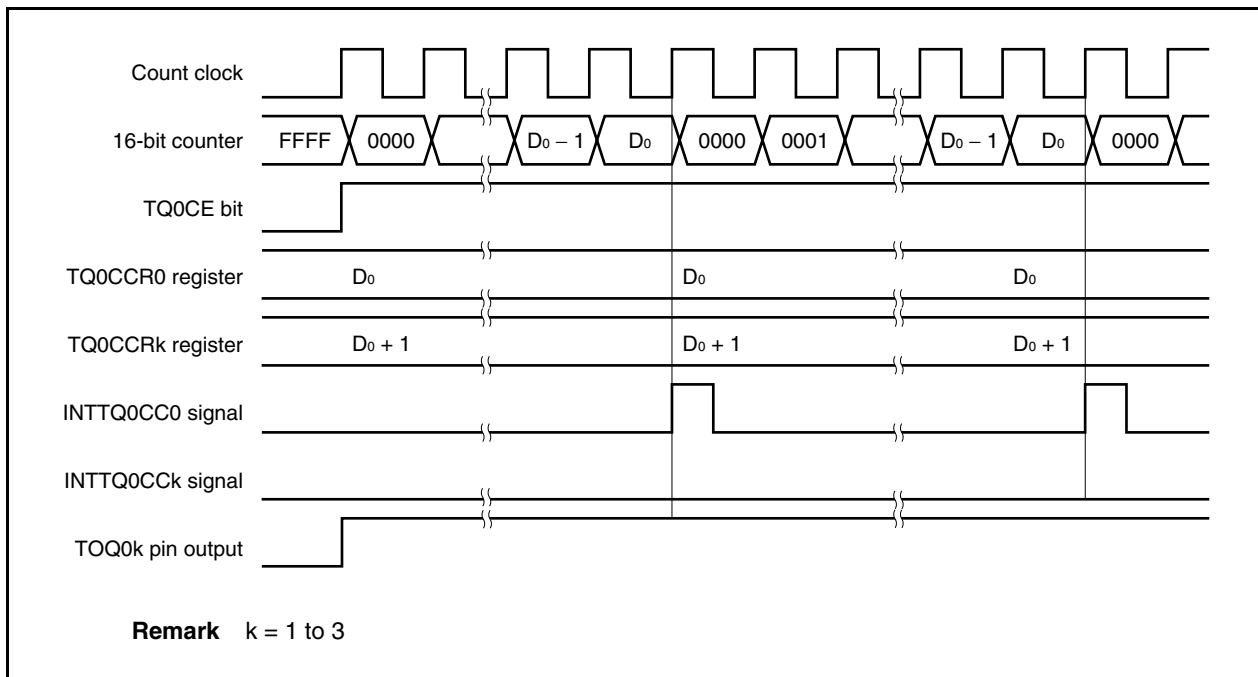 Count clock
16-bit counter FFFF 0000 D₀ − 1 D₀ 0000 0001 D₀ − 1 D₀ 0000
TQ0CE bit
TQ0CCR0 register D₀ D₀ D₀
TQ0CCRk register D₀ + 1 D₀ + 1 D₀ + 1
INTTQ0CC0 signal
INTTQ0CCk signal
TOQ0k pin output
Remark k = 1 to 3